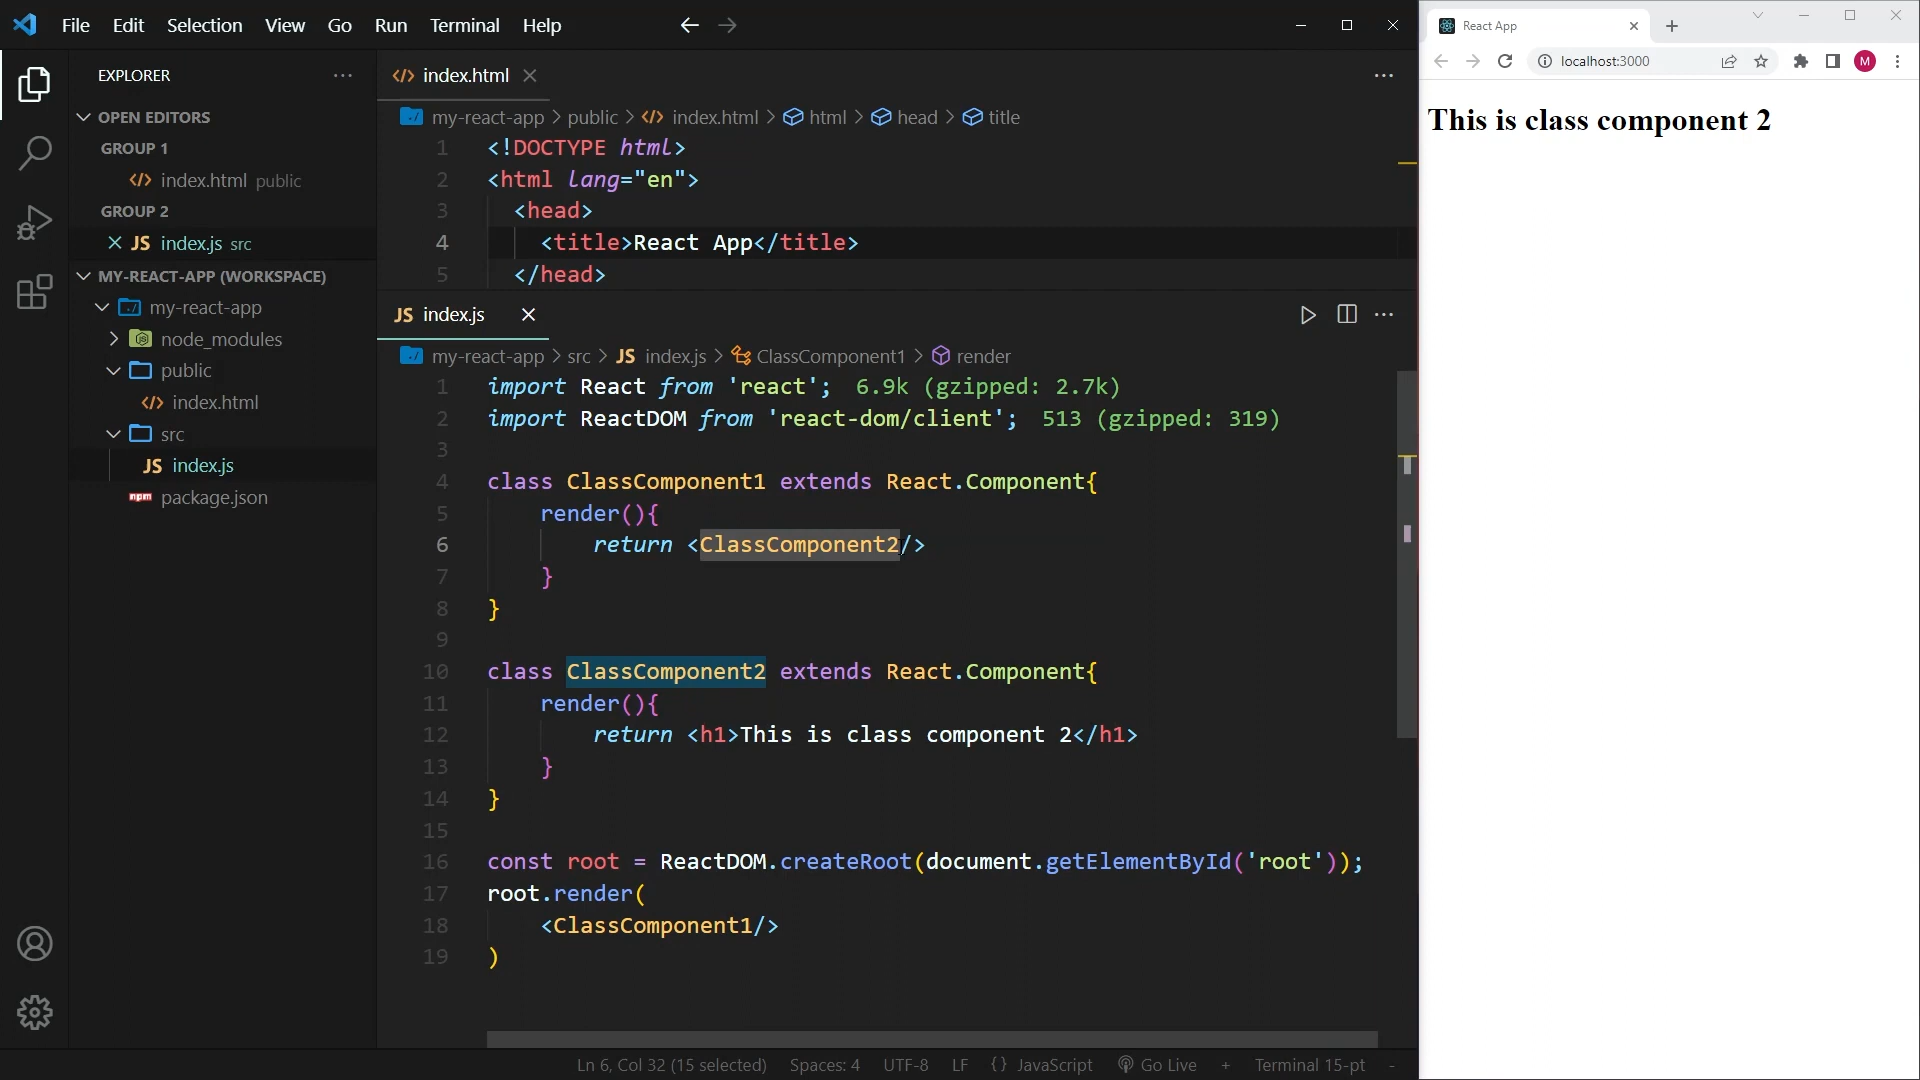 File Edit Selection View Go Run Terminal Help
EXPLORER
OPEN EDITORS
GROUP 1
index.html public
GROUP 2
JS index.js src
MY-REACT-APP (WORKSPACE)
my-react-app
node_modules
public
index.html
src
JS index.js
npm package.json
index.html
my-react-app > public > index.html > html > head > title
1 <!DOCTYPE html>
2 <html lang="en">
3 <head>
4 <title>React App</title>
5 </head>
JS index.js
my-react-app > src > JS index.js > ClassComponent1 > render
1 import React from 'react'; 6.9k (gzipped: 2.7k)
2 import ReactDOM from 'react-dom/client'; 513 (gzipped: 319)
3
4 class ClassComponent1 extends React.Component{
5 render(){
6 return <ClassComponent2/>
7 }
8 }
9
10 class ClassComponent2 extends React.Component{
11 render(){
12 return <h1>This is class component 2</h1>
13 }
14 }
15
16 const root = ReactDOM.createRoot(document.getElementById('root'));
17 root.render(
18 <ClassComponent1/>
19 )
Ln 6, Col 32 (15 selected) Spaces: 4 UTF-8 LF {} JavaScript Go Live + Terminal 15-pt -
React App
localhost:3000
M
This is class component 2